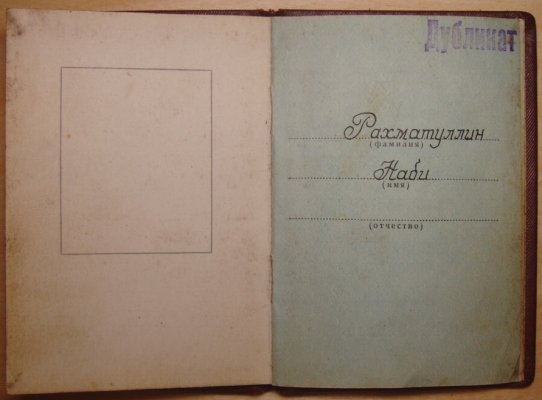 Дубликат
Рахматуллин
(фамилия)
Наби
(имя)
(отчество)